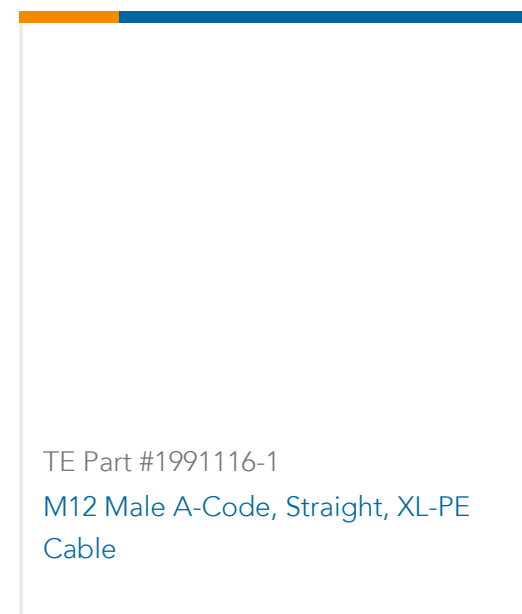 TE Part #1991116-1
M12 Male A-Code, Straight, XL-PE
Cable